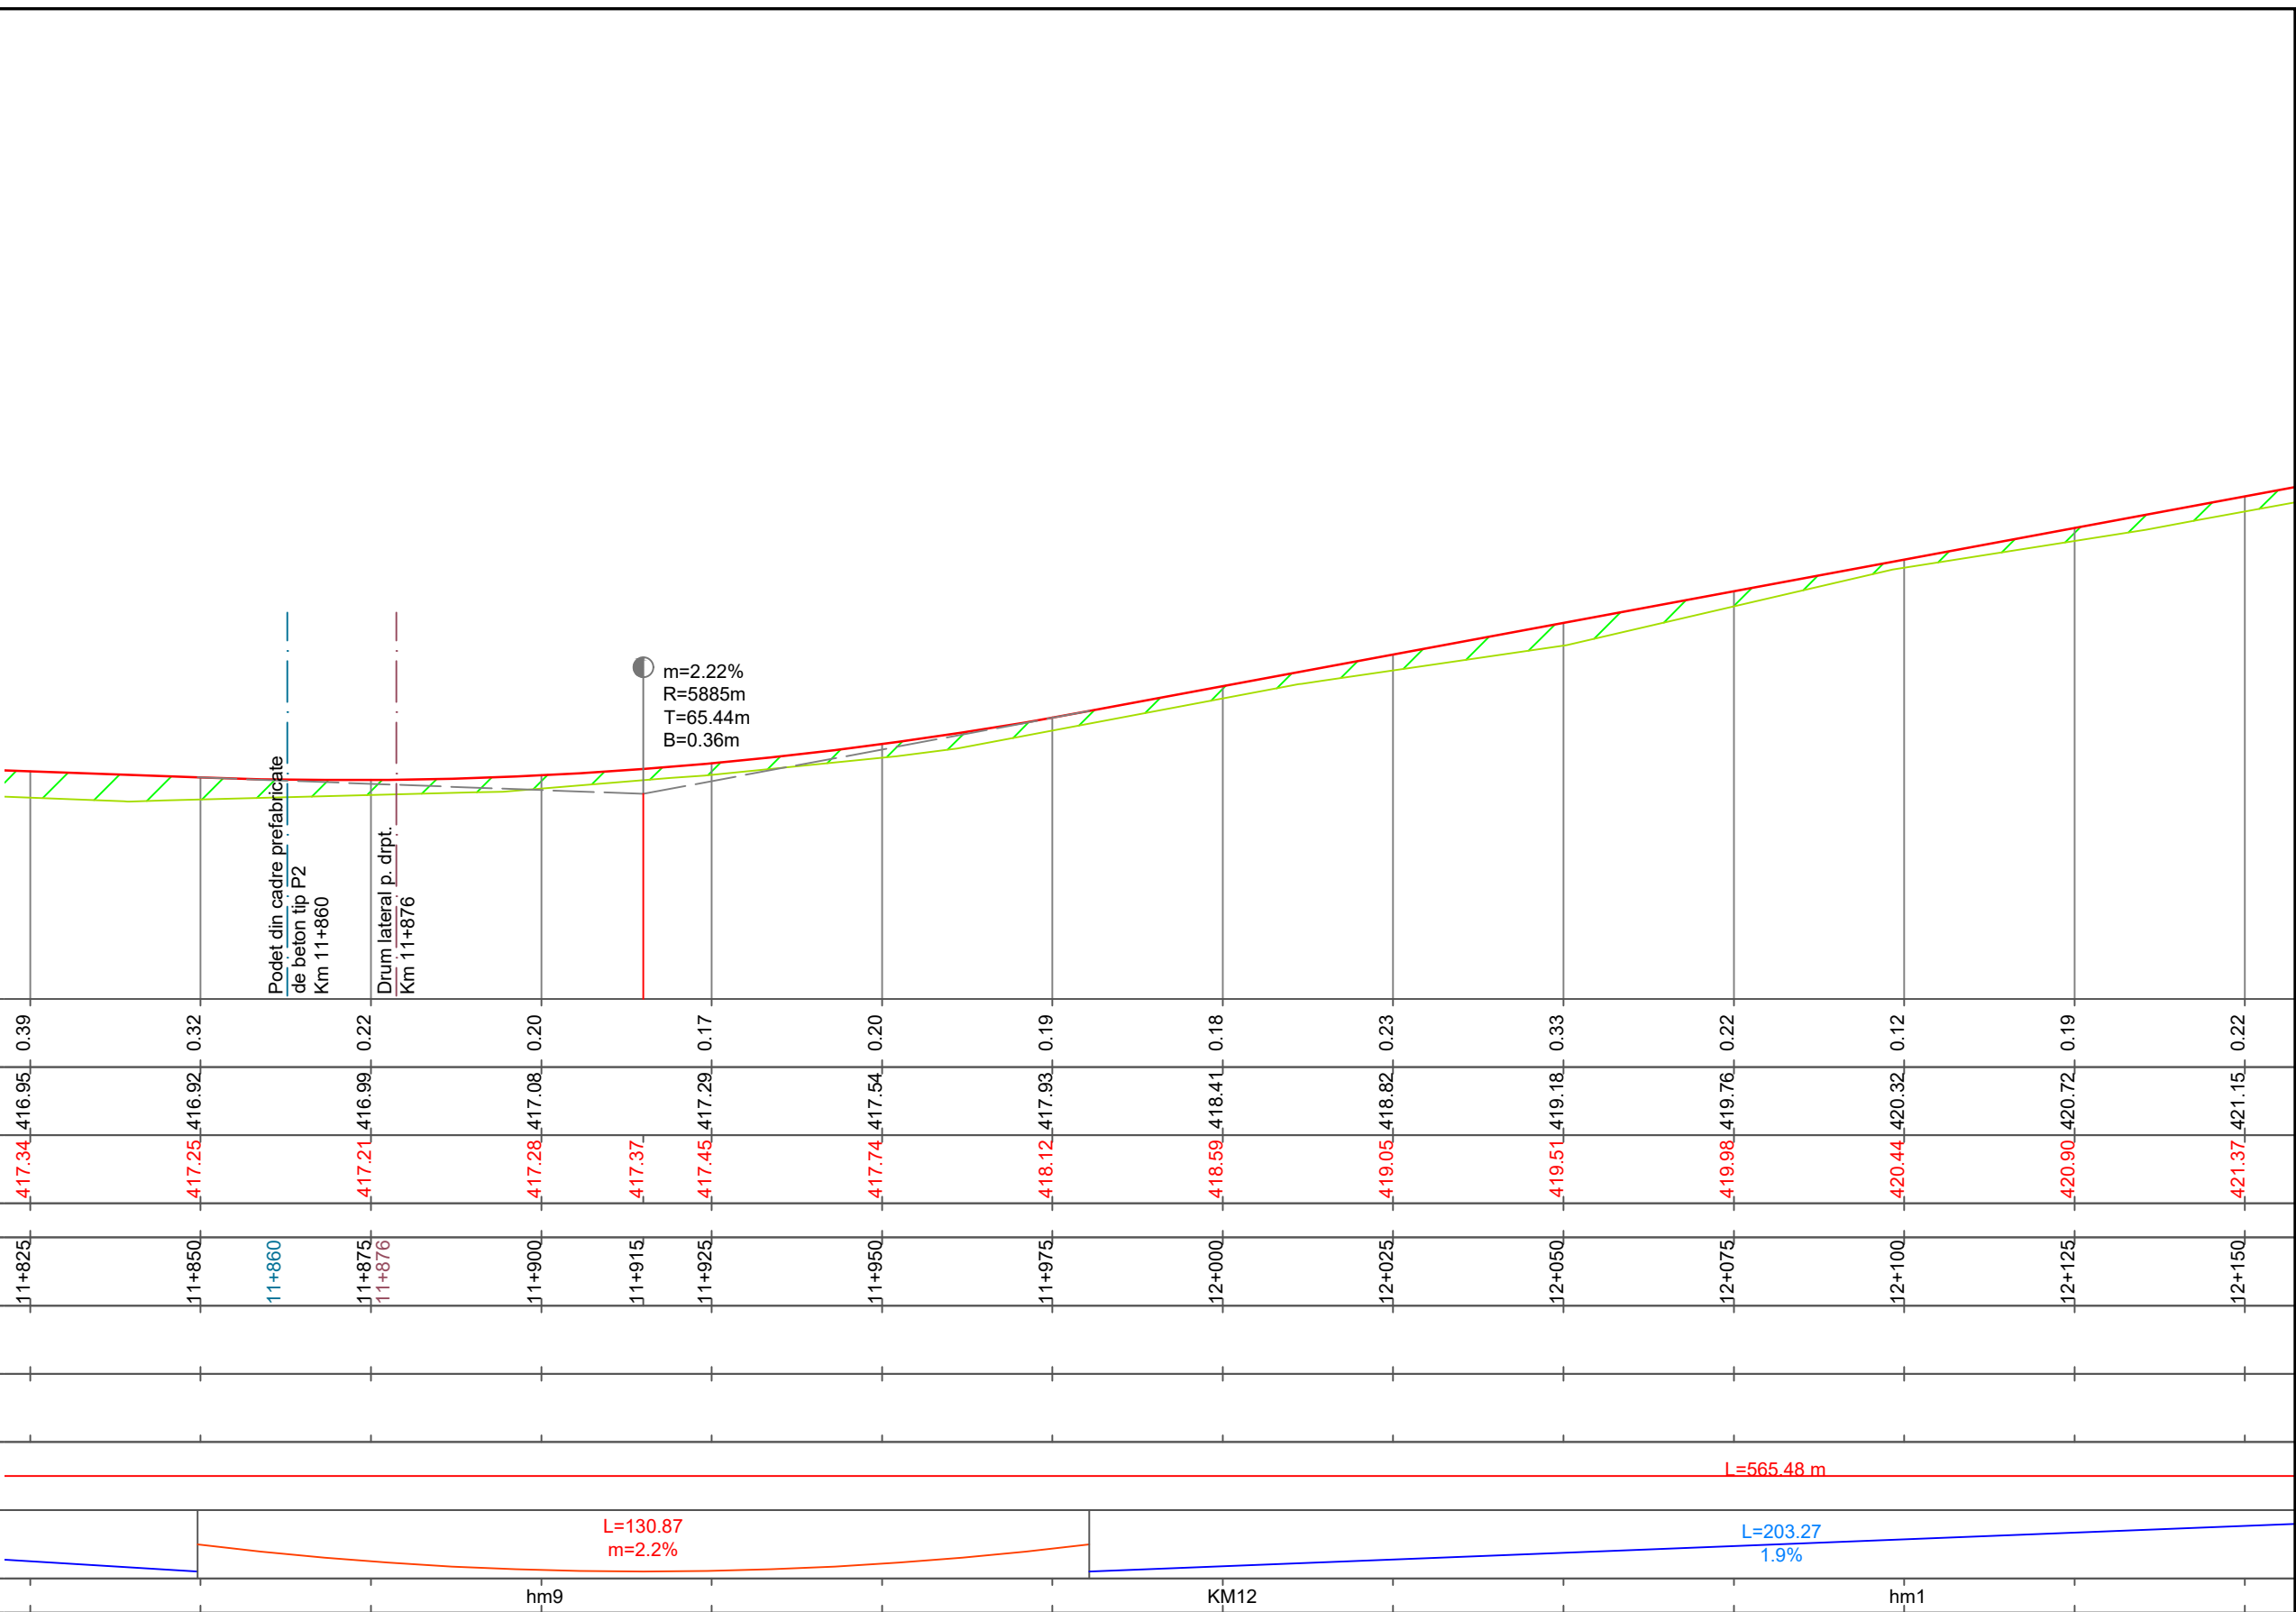 m=2.22%
R=5885m
T=65.44m
B=0.36m
Podet din cadre prefabricate
de beton tip P2
Km 11+860
Drum lateral p. drpt.
Km 11+876
0.39 0.32 0.22 0.20 0.17 0.20 0.19 0.18 0.23 0.33 0.22 0.12 0.19 0.22
416.95 416.92 416.99 417.08 417.29 417.54 417.93 418.41 418.82 419.18 419.76 420.32 420.72 421.15
417.34 417.25 417.21 417.28 417.37 417.45 417.74 418.12 418.59 419.05 419.51 419.98 420.44 420.90 421.37
11+825 11+850 11+860 11+875 11+876 11+900 11+915 11+925 11+950 11+975 12+000 12+025 12+050 12+075 12+100 12+125 12+150
L=565.48 m
L=130.87
m=2.2%
L=203.27
1.9%
hm9 KM12 hm1